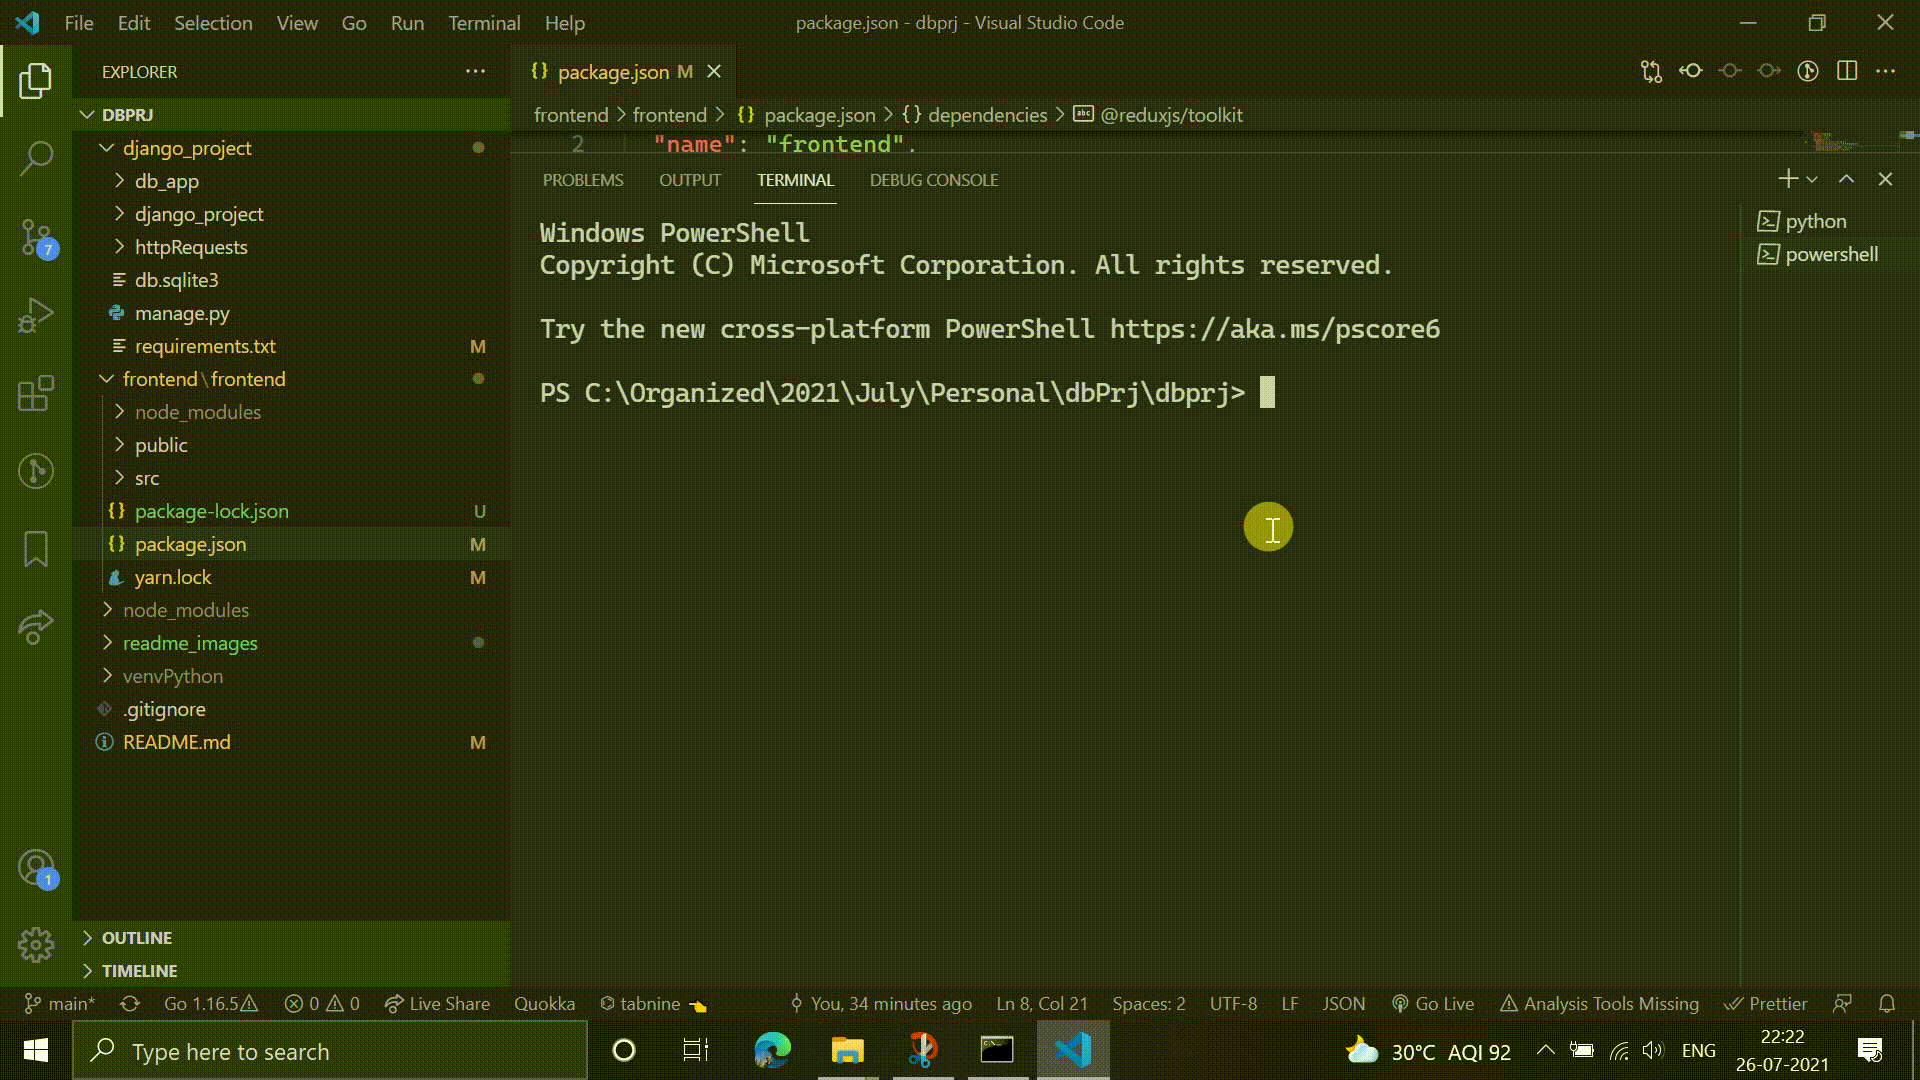 File Edit Selection View Go Run Terminal Help
package.json - dbprj - Visual Studio Code
EXPLORER
DBPRJ
django_project
db_app
django_project
httpRequests
db.sqlite3
manage.py
requirements.txt M
frontend\frontend
node_modules
public
src
package-lock.json U
package.json M
yarn.lock M
node_modules
readme_images
venvPython
.gitignore
README.md M
OUTLINE
TIMELINE
7
1
{} package.json M
frontend > frontend > {} package.json > {} dependencies > abc @reduxjs/toolkit
2 "name": "frontend",
PROBLEMS OUTPUT TERMINAL DEBUG CONSOLE
Windows PowerShell
Copyright (C) Microsoft Corporation. All rights reserved.
Try the new cross-platform PowerShell https://aka.ms/pscore6
PS C:\Organized\2021\July\Personal\dbPrj\dbprj>
python
powershell
main* Go 1.16.5 0 0 Live Share Quokka tabnine You, 34 minutes ago Ln 8, Col 21 Spaces: 2 UTF-8 LF JSON Go Live Analysis Tools Missing Prettier
Type here to search
30°C AQI 92 ENG
22:22
26-07-2021